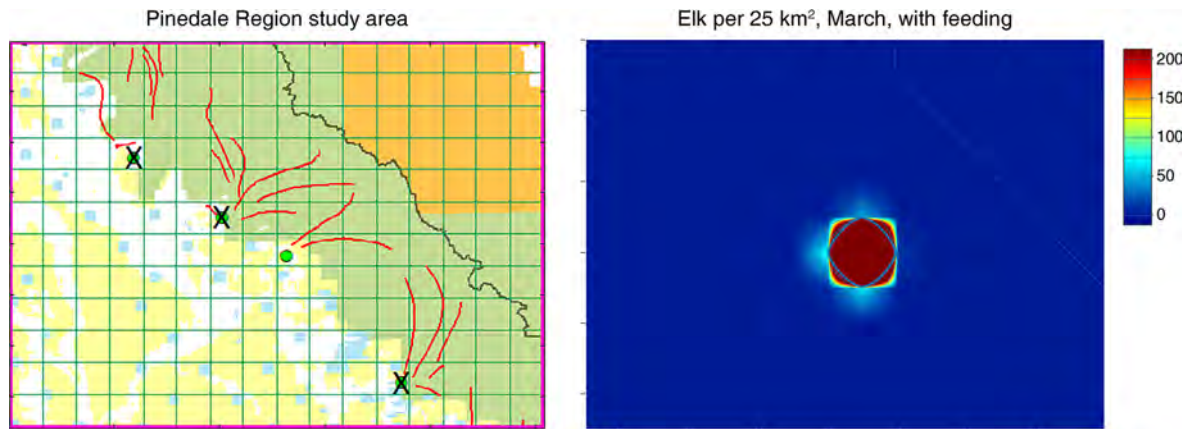 Pinedale Region study area
Elk per 25 km², March, with feeding
200
150
100
50
0
X
X
X